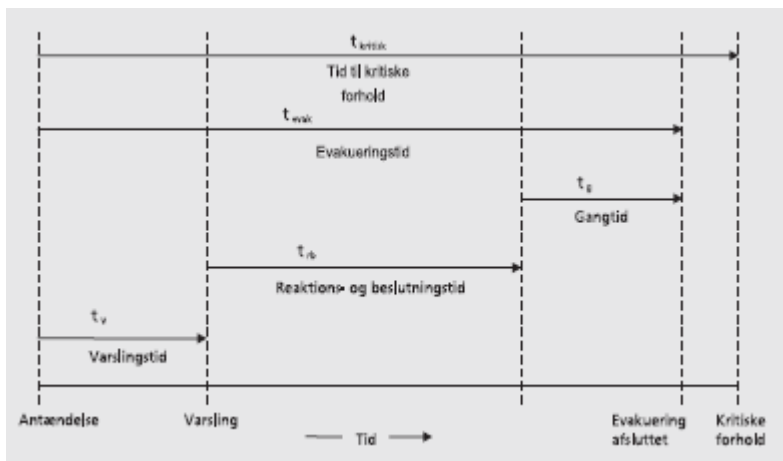 t kritisk
Tid til kritiske
forhold
t evak
Evakueringstid
t g
Gangtid
t rb
Reaktions- og beslutningstid
t v
Varslingstid
Antændelse
Varsling
Tid
Evakuering
afsluttet
Kritiske
forhold